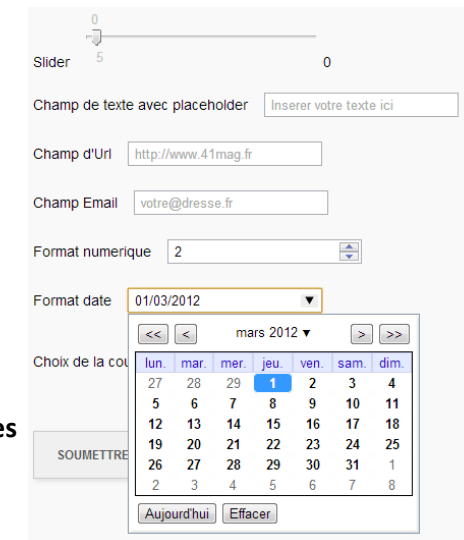 0
5
Slider 0
Champ de texte avec placeholder Inserer votre texte ici
Champ d'Url http://www.41mag.fr
Champ Email votre@dresse.fr
Format numerique 2
Format date 01/03/2012
<< < mars 2012 > >>
Choix de la cou
lun. mar. mer. jeu. ven. sam. dim.
27 28 29 1 2 3 4
5 6 7 8 9 10 11
12 13 14 15 16 17 18
es
19 20 21 22 23 24 25
SOUMETTRE
26 27 28 29 30 31 1
2 3 4 5 6 7 8
Aujourd'hui Effacer